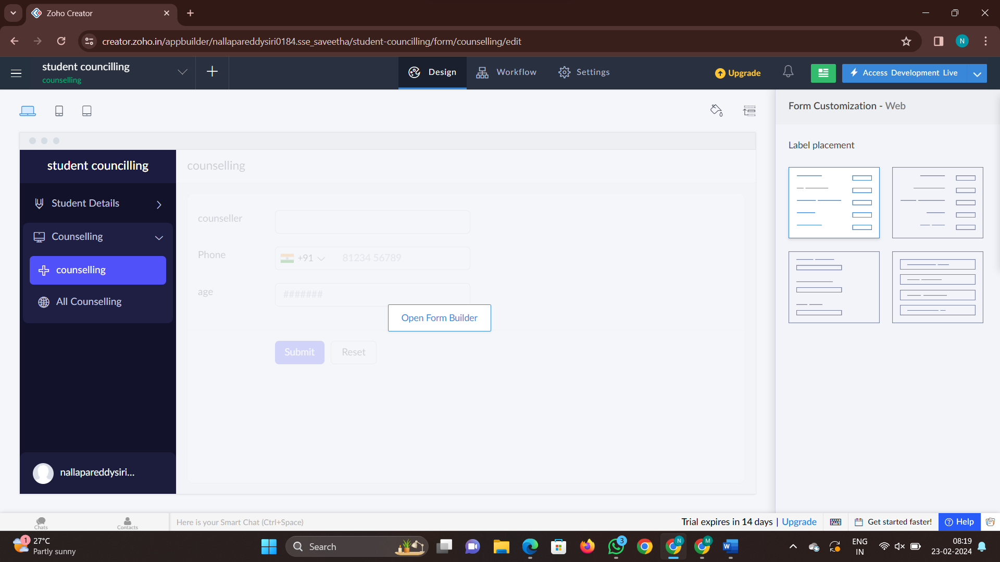 Zoho Creator
creator.zoho.in/appbuilder/nallapareddysiri0184.sse_saveetha/student-councilling/form/counselling/edit
N
student councilling
counselling
Design
Workflow
Settings
Upgrade
Access Development Live
Form Customization - Web
Label placement
student councilling
Student Details
Counselling
counselling
All Counselling
nallapareddysiri...
counselling
counseller
Phone
+91
81234 56789
age
#######
Open Form Builder
Submit
Reset
Chats
Contacts
Here is your Smart Chat (Ctrl+Space)
Trial expires in 14 days | Upgrade
Get started faster!
Help
1
27°C
Partly sunny
Search
3
N
M
W
ENG
IN
08:19
23-02-2024